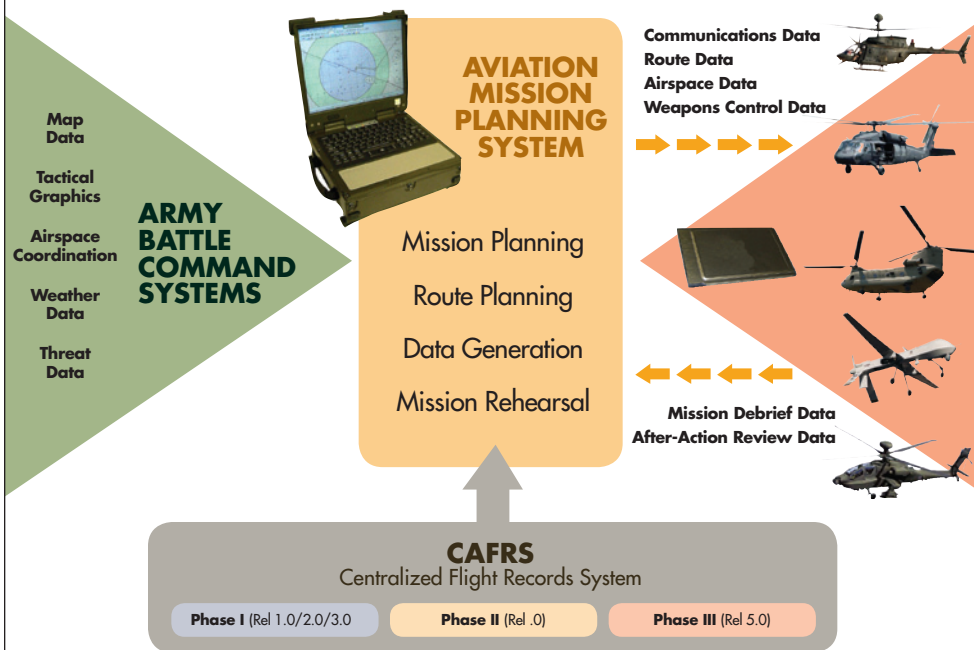 Map
Data
Tactical
Graphics
Airspace
Coordination
Weather
Data
Threat
Data
ARMY
BATTLE
COMMAND
SYSTEMS
AVIATION
MISSION
PLANNING
SYSTEM
Mission Planning
Route Planning
Data Generation
Mission Rehearsal
Communications Data
Route Data
Airspace Data
Weapons Control Data
Mission Debrief Data
After-Action Review Data
CAFRS
Centralized Flight Records System
Phase I (Rel 1.0/2.0/3.0
Phase II (Rel .0)
Phase III (Rel 5.0)